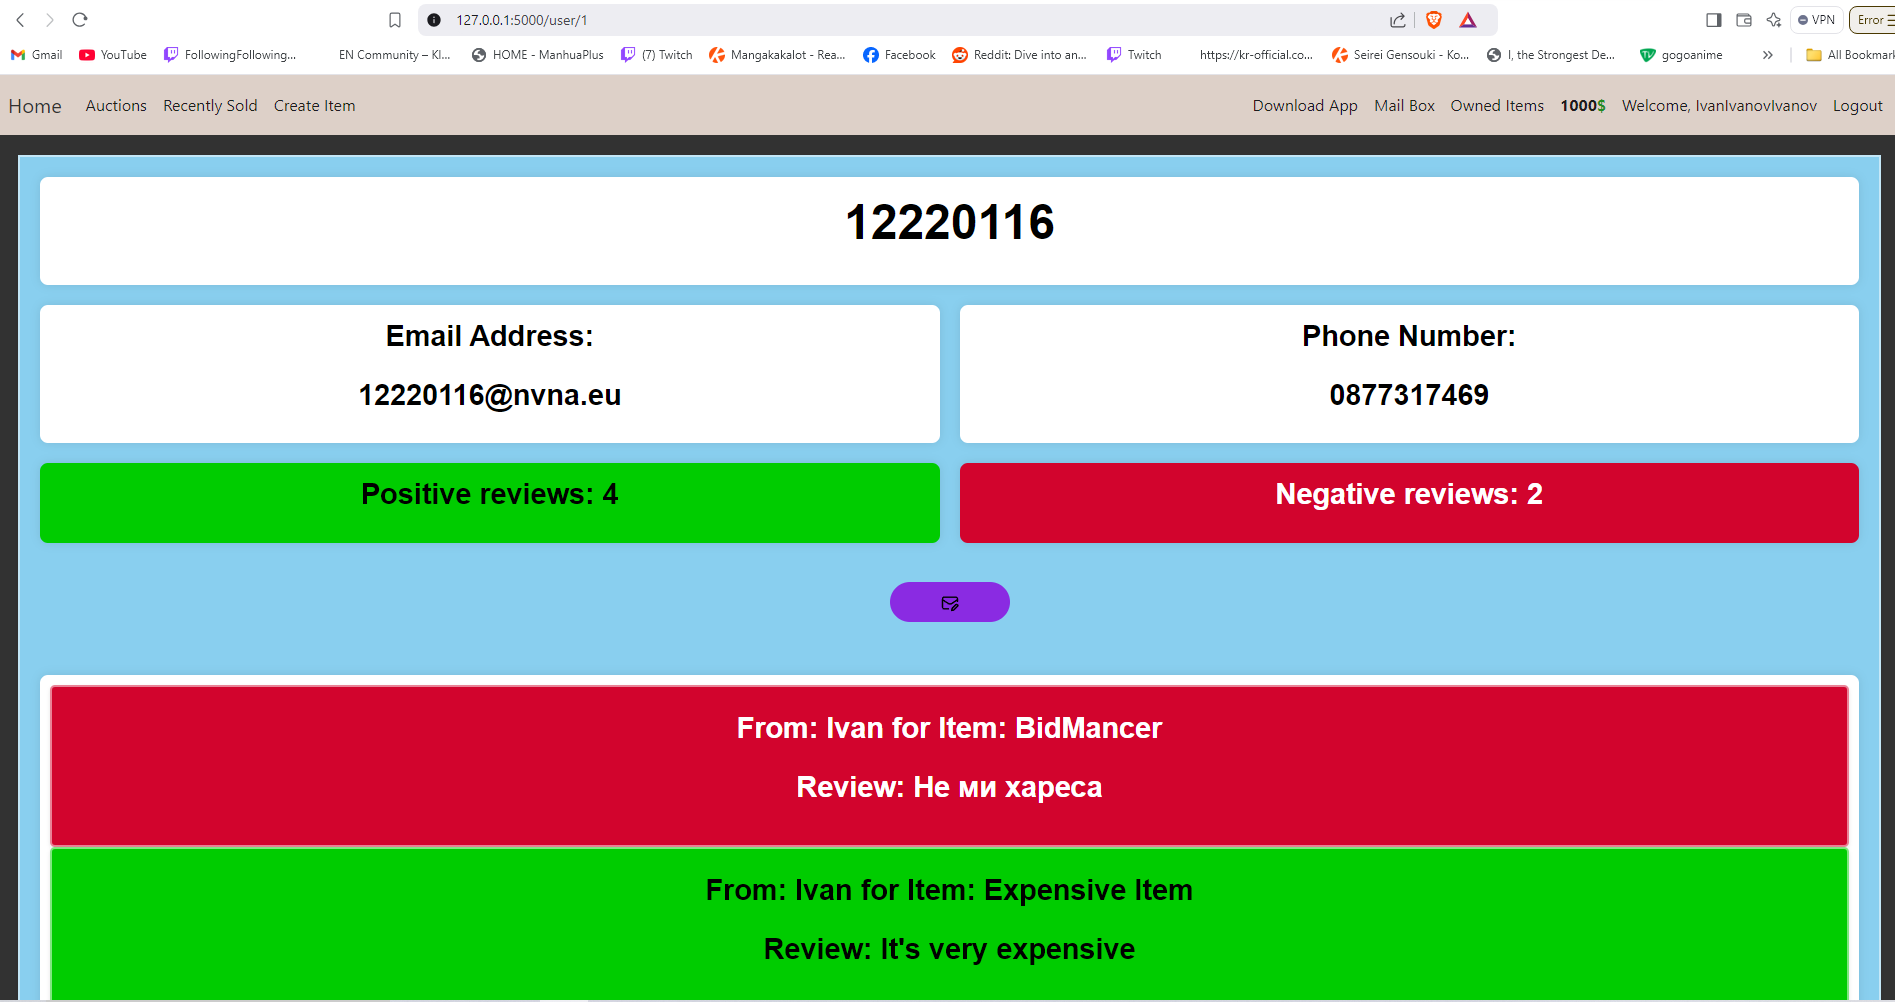 127.0.0.1:5000/user/1
VPN
Error
Gmail YouTube FollowingFollowing... EN Community – Kl... HOME - ManhuaPlus (7) Twitch Mangakakalot - Rea... Facebook Reddit: Dive into an... Twitch https://kr-official.co... Seirei Gensouki - Ko... I, the Strongest De... gogoanime » All Bookmar
Home Auctions Recently Sold Create Item Download App Mail Box Owned Items 1000$ Welcome, IvanIvanovIvanov Logout
12220116
Email Address:
12220116@nvna.eu
Phone Number:
0877317469
Positive reviews: 4
Negative reviews: 2
From: Ivan for Item: BidMancer
Review: Не ми хареса
From: Ivan for Item: Expensive Item
Review: It's very expensive